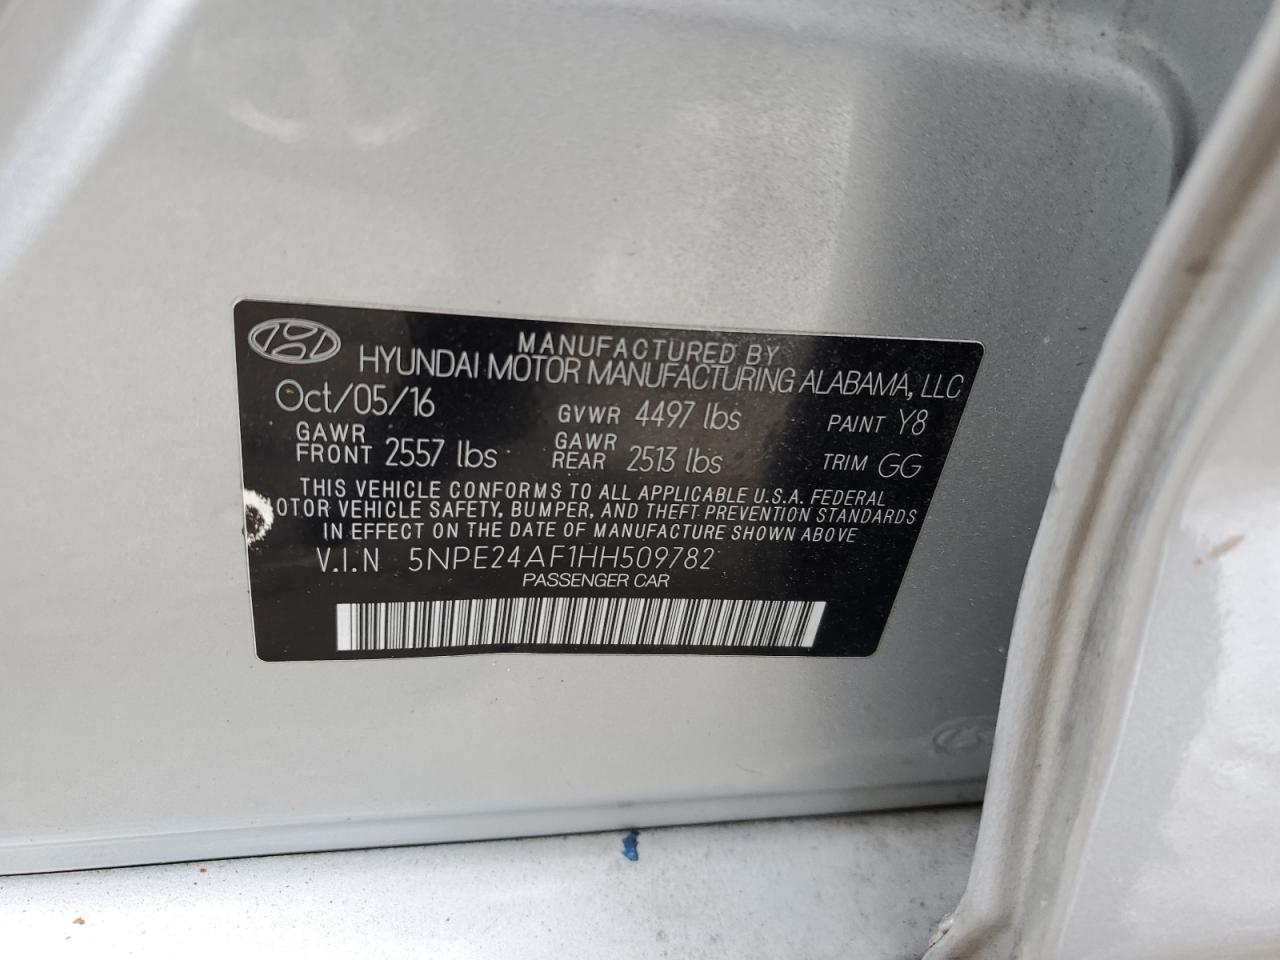 MANUFACTURED BY
HYUNDAI MOTOR MANUFACTURING ALABAMA, LLC
Oct/05/16 GVWR 4497 lbs PAINT Y8
GAWR FRONT 2557 lbs GAWR REAR 2513 lbs TRIM GG
THIS VEHICLE CONFORMS TO ALL APPLICABLE U.S.A. FEDERAL
OTOR VEHICLE SAFETY, BUMPER, AND THEFT PREVENTION STANDARDS
IN EFFECT ON THE DATE OF MANUFACTURE SHOWN ABOVE
V.I.N 5NPE24AF1HH509782
PASSENGER CAR